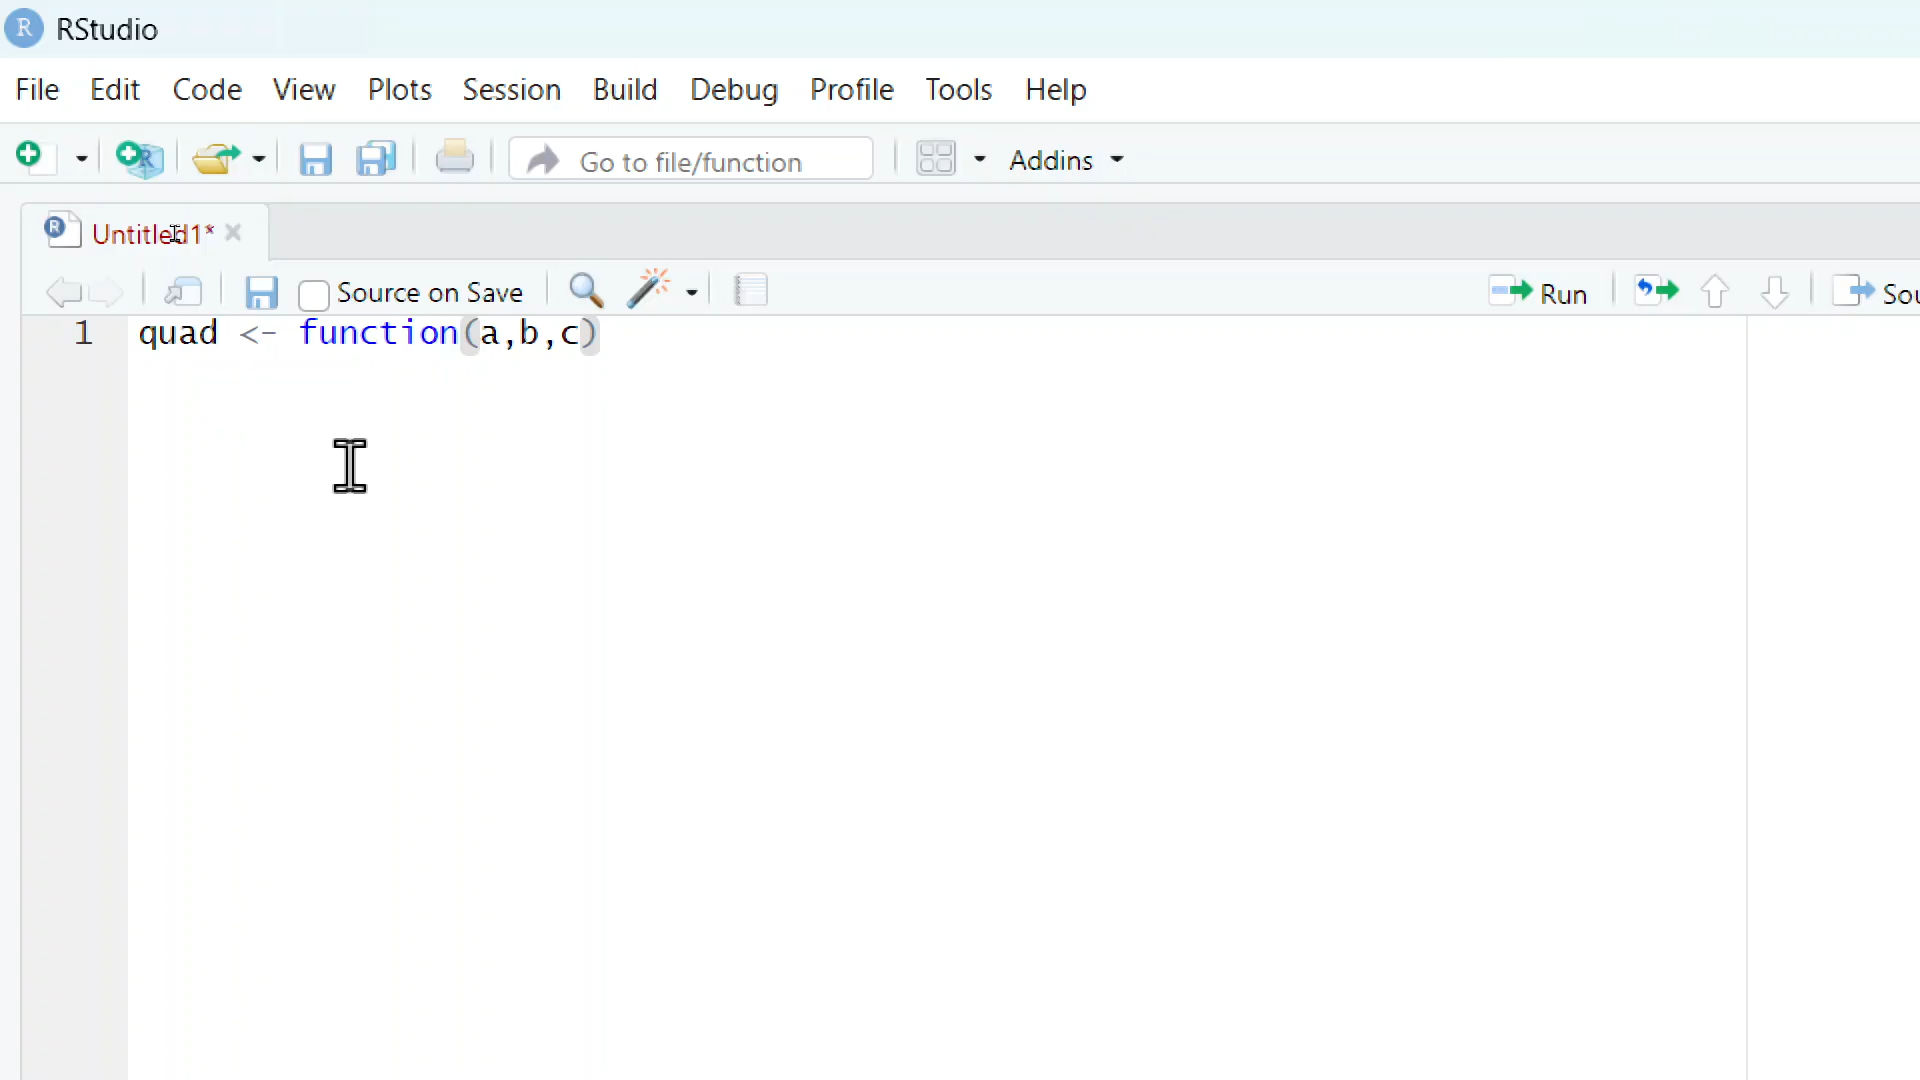 R RStudio
File Edit Code View Plots Session Build Debug Profile Tools Help
R Go to file/function Addins
R Untitled1*
Source on Save Run Sou
1 quad <- function(a,b,c)